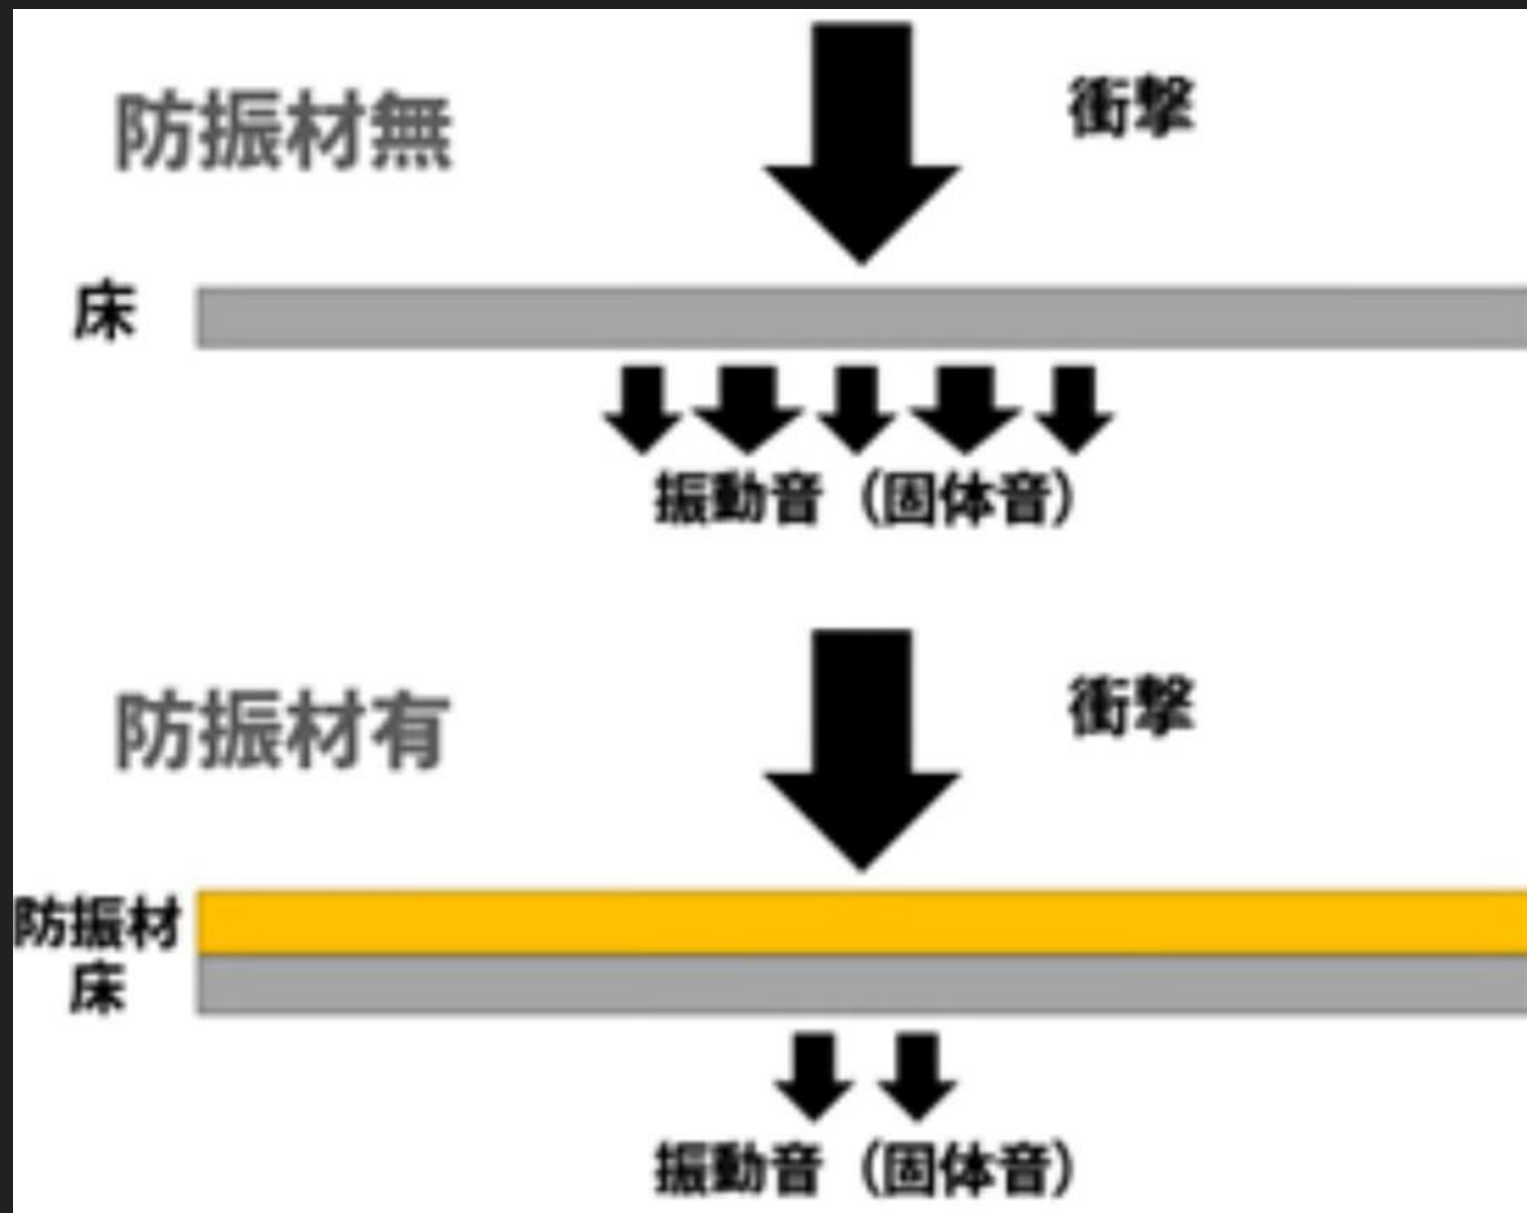 防振材無
衝撃
床
振動音（固体音）
防振材有
衝撃
防振材
床
振動音（固体音）